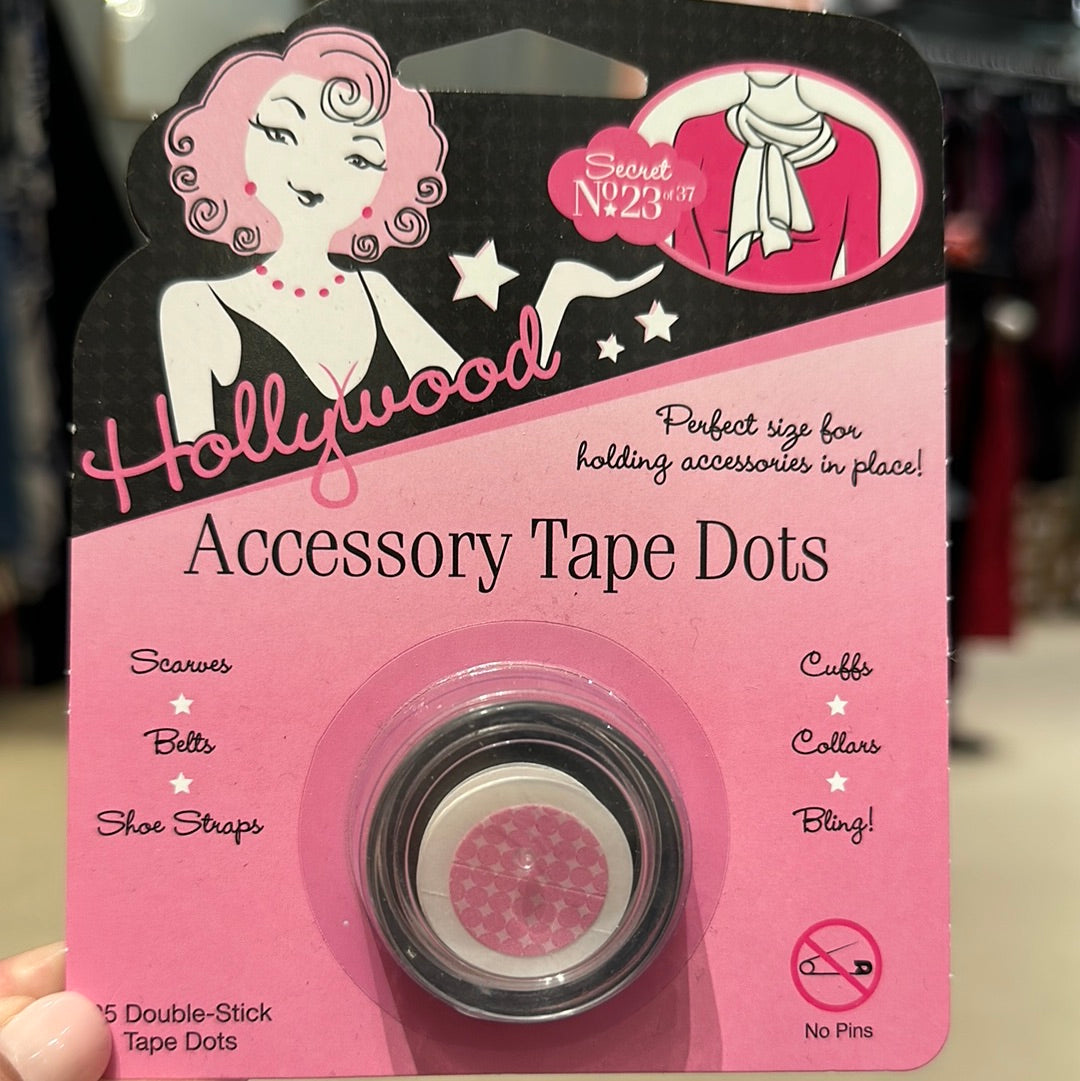 Secret
Nº23 of 37
Hollywood
Perfect size for
holding accessories in place!
Accessory Tape Dots
Scarves
Belts
Shoe Straps
Cuffs
Collars
Bling!
5 Double-Stick
Tape Dots
No Pins